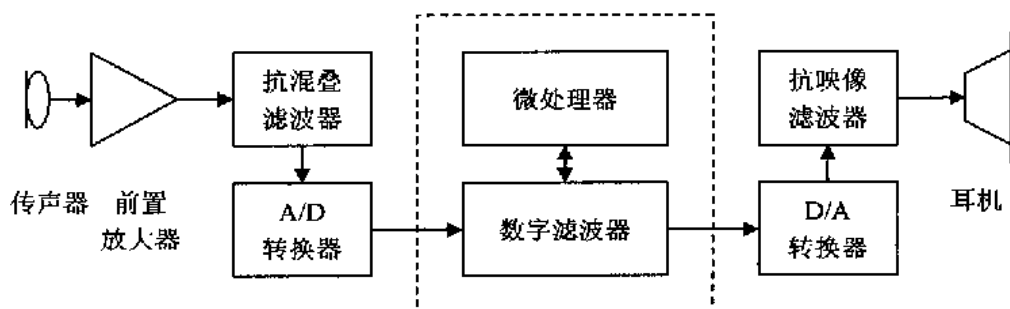 抗混叠
滤波器
微处理器
抗映像
滤波器
传声器
前置
放大器
A/D
转换器
数字滤波器
D/A
转换器
耳机